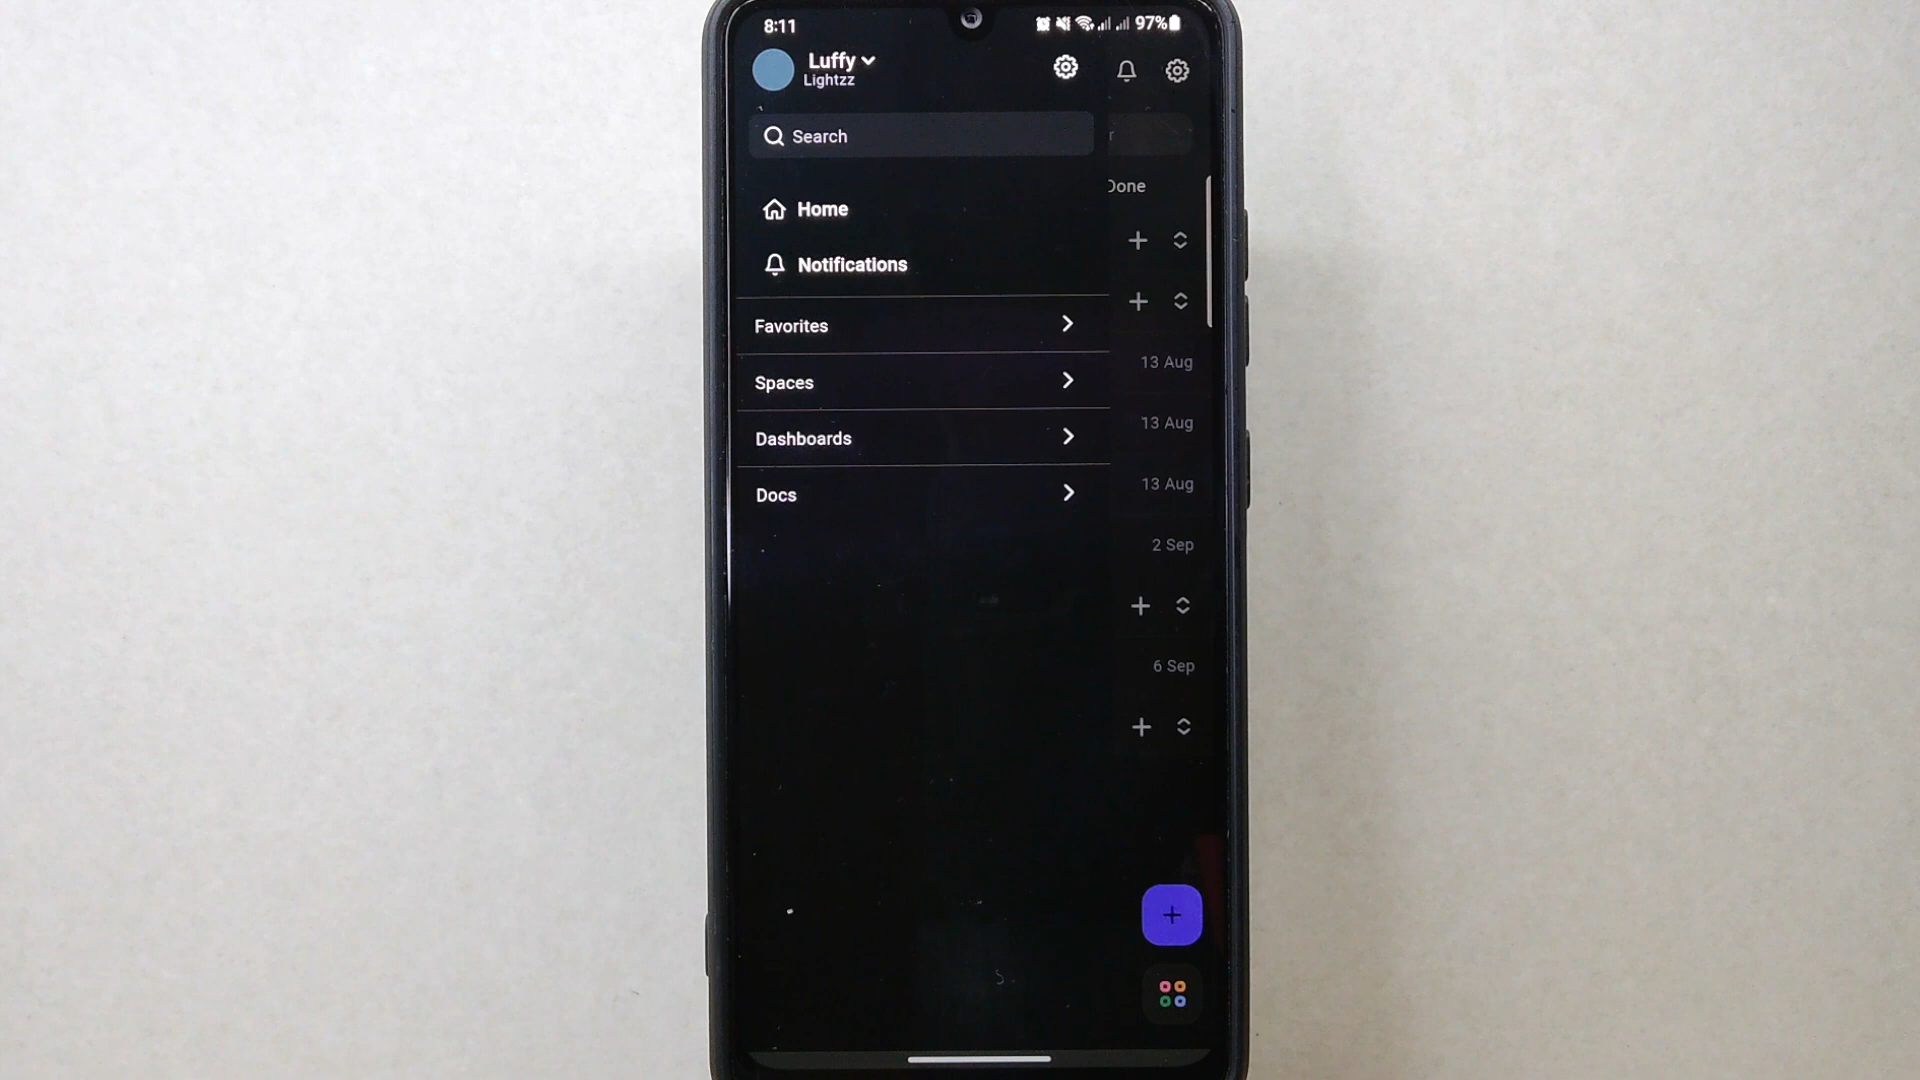 8:11
97%
Luffy
Lightzz
Search
r
Done
Home
Notifications
Favorites
Spaces
Dashboards
Docs
13 Aug
13 Aug
13 Aug
2 Sep
6 Sep